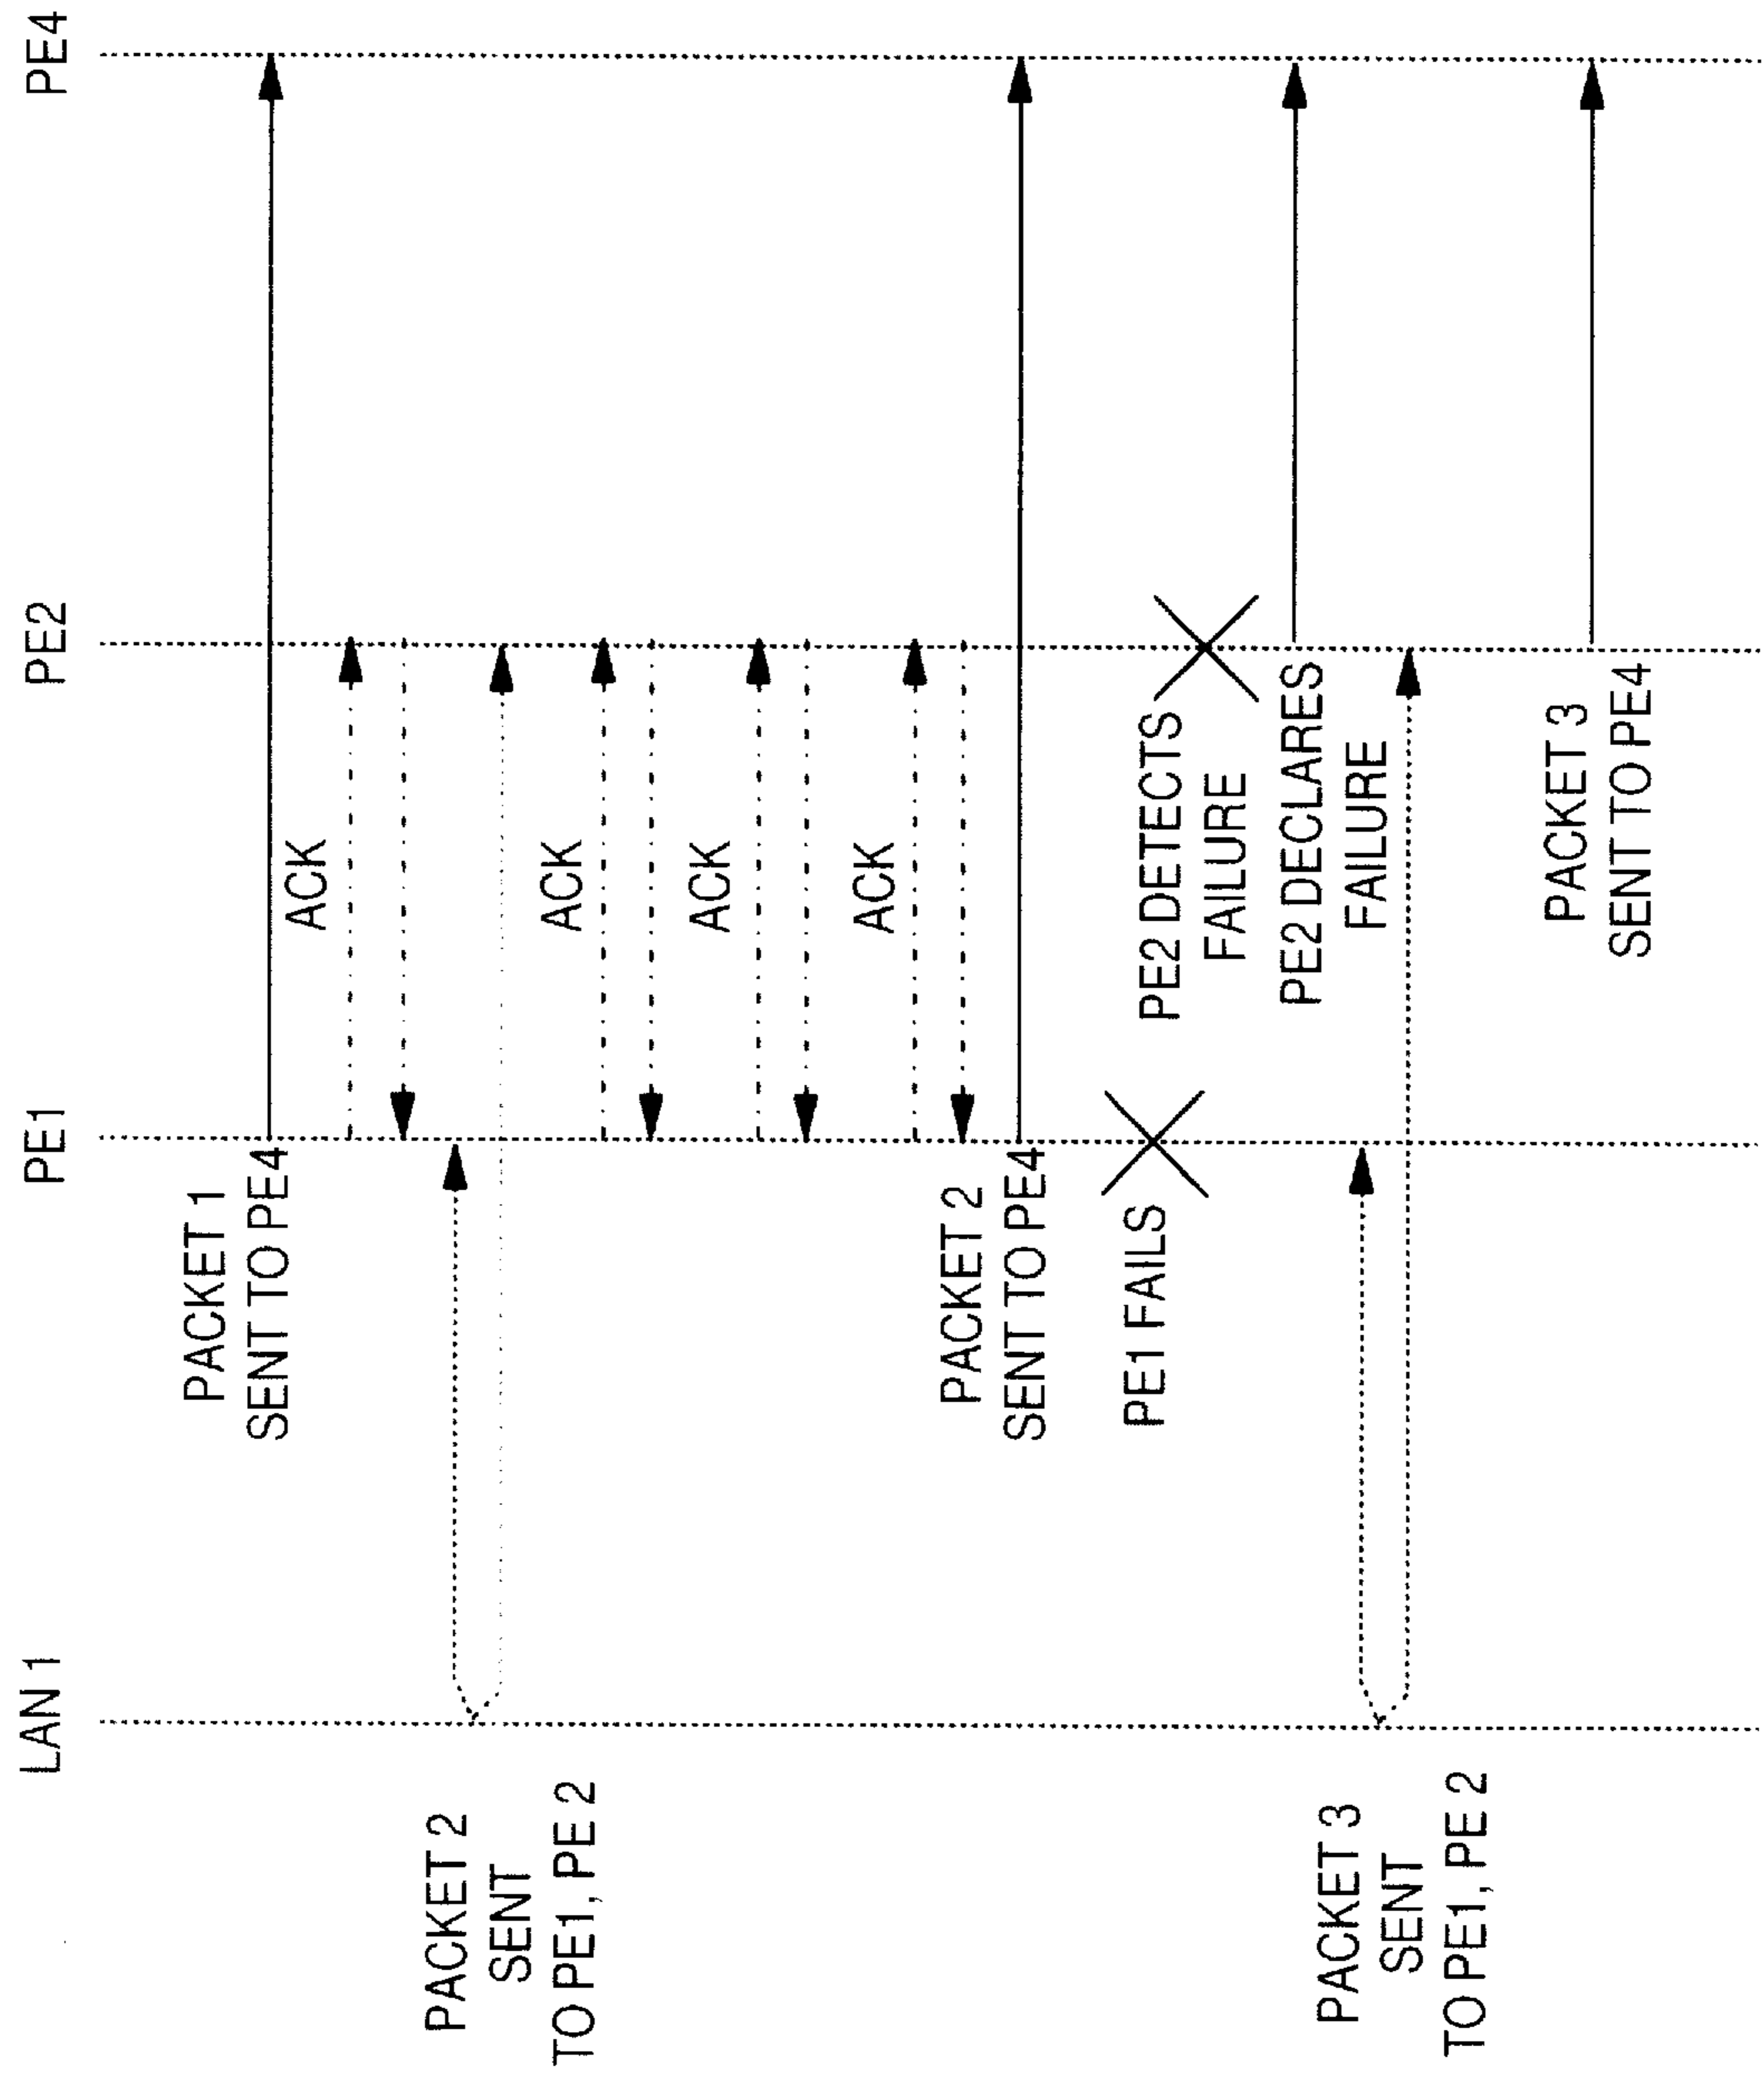 LAN 1
PE1
PE2
PE4
PACKET 1
SENT TO PE4
ACK
PACKET 2
SENT
TO PE1, PE 2
ACK
ACK
ACK
PACKET 2
SENT TO PE4
PE1 FAILS
PE2 DETECTS
FAILURE
PE2 DECLARES
FAILURE
PACKET 3
SENT
TO PE1, PE 2
PACKET 3
SENT TO PE4